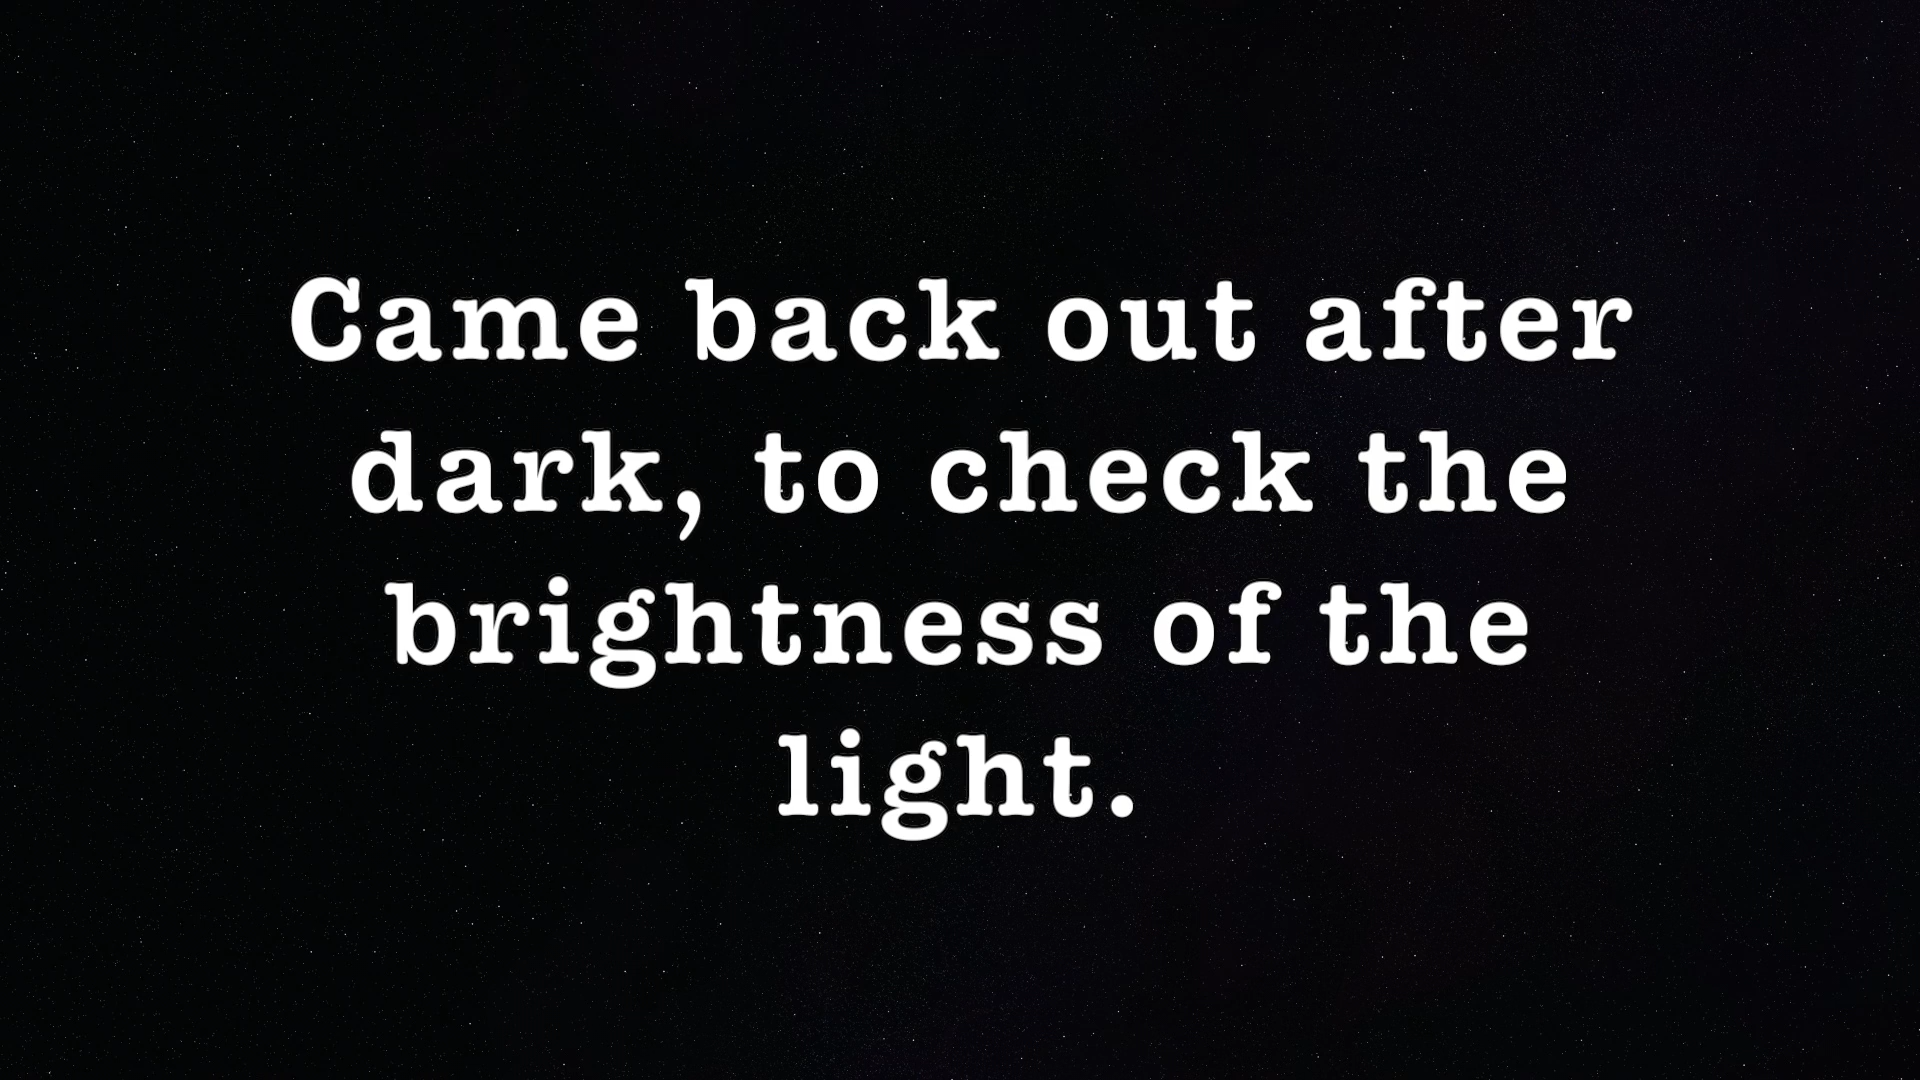 Came back out after
dark, to check the
brightness of the
light.